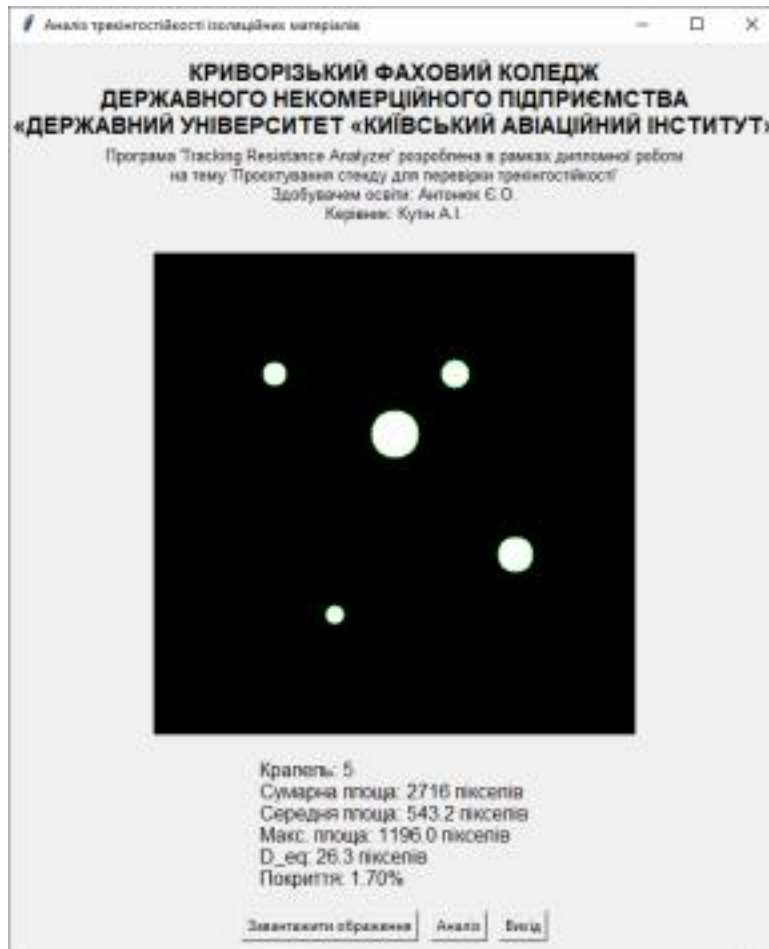 Аналіз трекінгостійкості ізоляційних матеріалів
КРИВОРІЗЬКИЙ ФАХОВИЙ КОЛЕДЖ
ДЕРЖАВНОГО НЕКОМЕРЦІЙНОГО ПІДПРИЄМСТВА
«ДЕРЖАВНИЙ УНІВЕРСИТЕТ «КИЇВСЬКИЙ АВІАЦІЙНИЙ ІНСТИТУТ»
Програма 'Tracking Resistance Analyzer' розроблена в рамках дипломної роботи
на тему 'Проєктування стенду для перевірки трекінгостійкості'
Здобувачем освіти: Антонюк Є.О.
Керівник: Кутін А.І.
Крапель: 5
Сумарна площа: 2716 пікселів
Середня площа: 543.2 пікселів
Макс. площа: 1196.0 пікселів
D_eq: 26.3 пікселів
Покриття: 1.70%
Завантажити зображення Аналіз Вихід